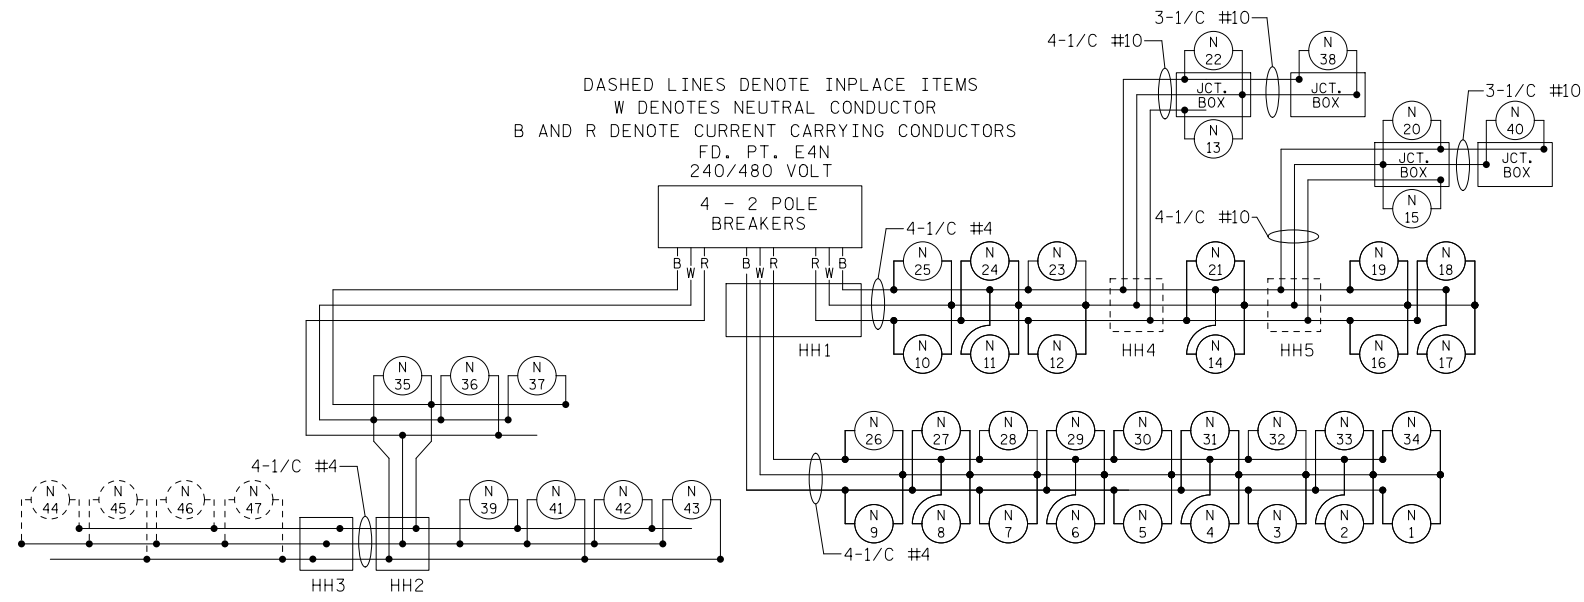 3-1/C #10
4-1/C #10
N 22
N 38
JCT. BOX
JCT. BOX
N 13
DASHED LINES DENOTE INPLACE ITEMS
W DENOTES NEUTRAL CONDUCTOR
B AND R DENOTE CURRENT CARRYING CONDUCTORS
FD. PT. E4N
240/480 VOLT
4 - 2 POLE
BREAKERS
3-1/C #10
N 20
N 40
JCT. BOX
JCT. BOX
N 15
4-1/C #10
4-1/C #4
B W R
B W R
R W B
N 25
N 24
N 23
N 21
N 19
N 18
HH1
N 10
N 11
N 12
HH4
N 14
HH5
N 16
N 17
N 35
N 36
N 37
N 26
N 27
N 28
N 29
N 30
N 31
N 32
N 33
N 34
4-1/C #4
N 44
N 45
N 46
N 47
N 39
N 41
N 42
N 43
N 9
N 8
N 7
N 6
N 5
N 4
N 3
N 2
N 1
4-1/C #4
HH3
HH2